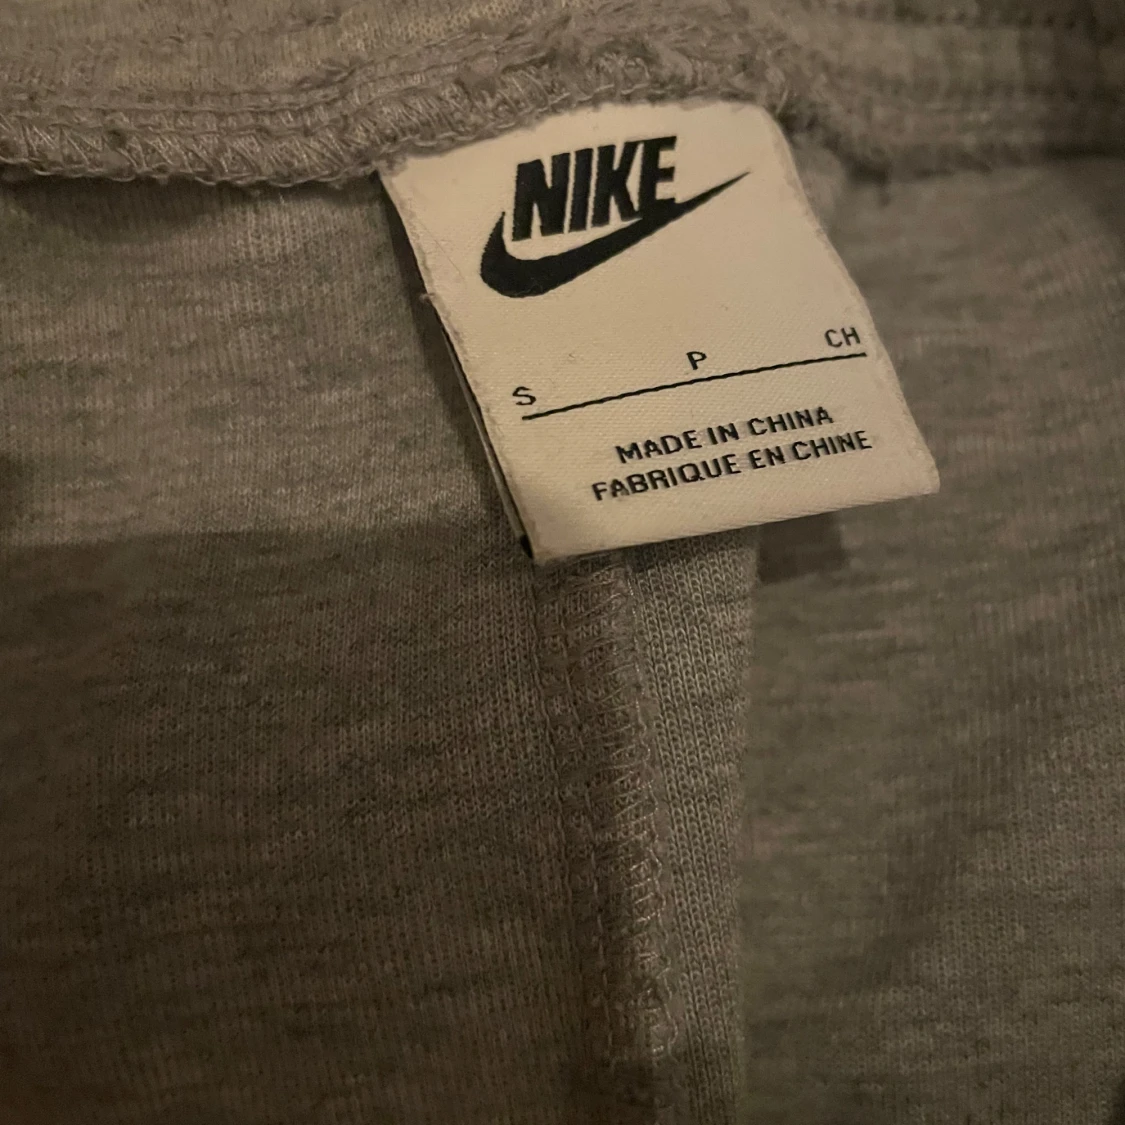 NIKE
S P CH
MADE IN CHINA
FABRIQUE EN CHINE